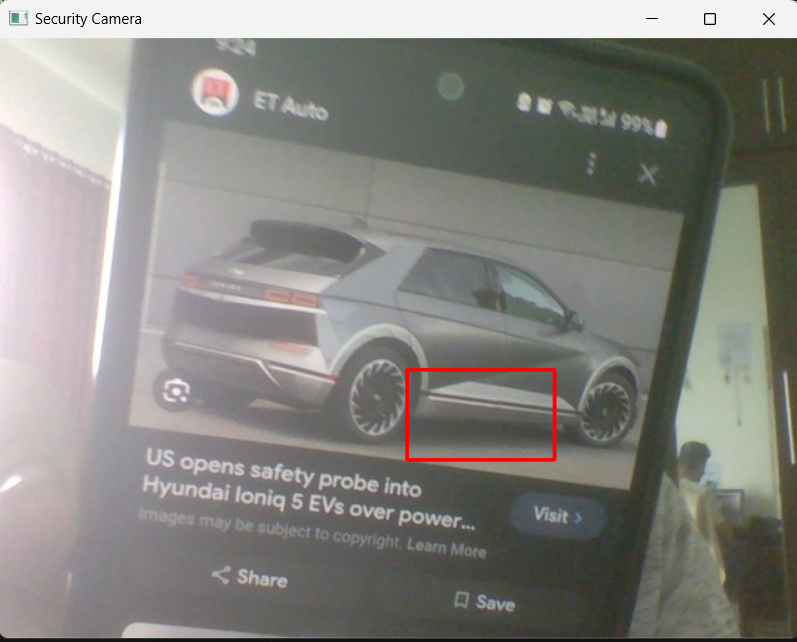 Security Camera
9:24
ET Auto
99%
US opens safety probe into
Hyundai Ioniq 5 EVs over power...
Visit >
Images may be subject to copyright. Learn More
Share
Save